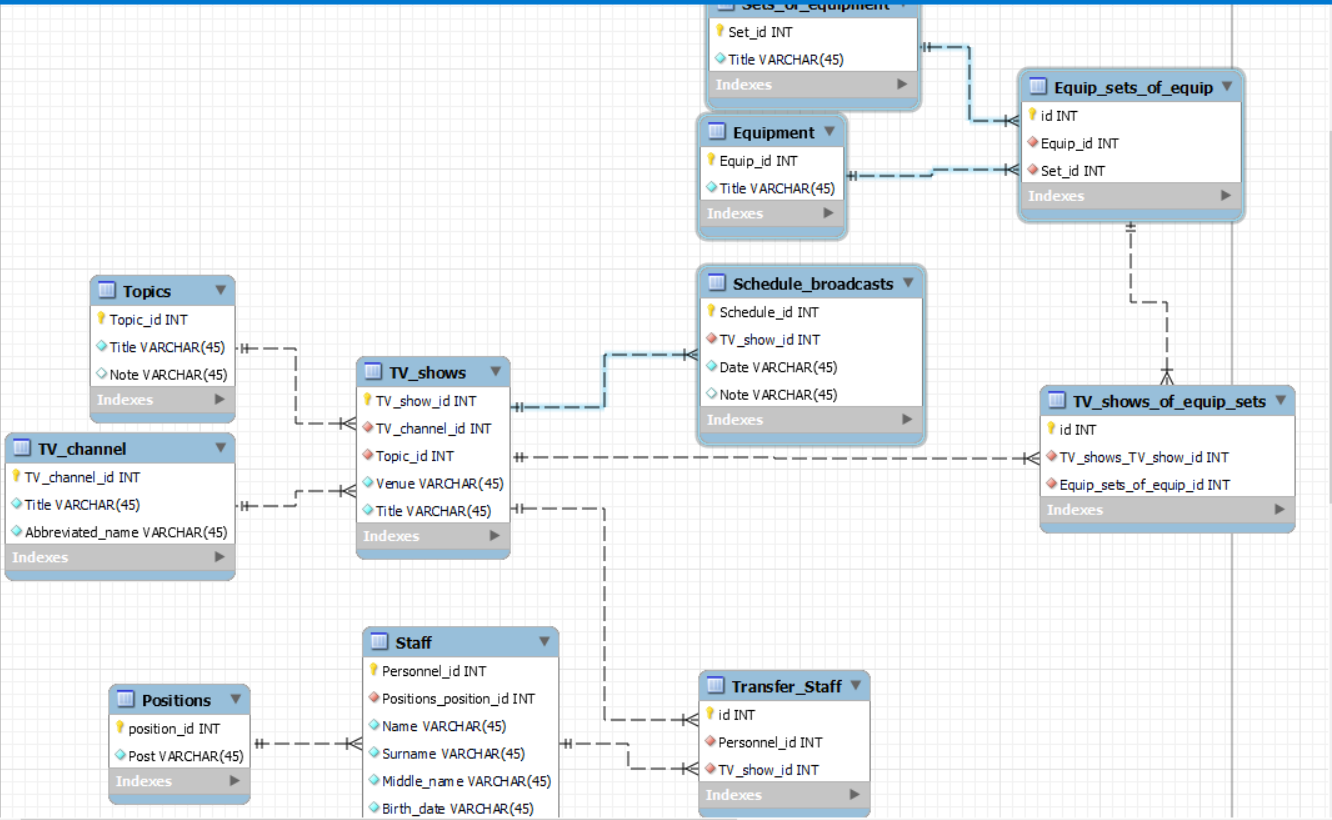 Sets_of_equipment
Set_id INT
Title VARCHAR(45)
Indexes
Equip_sets_of_equip
id INT
Equip_id INT
Set_id INT
Indexes
Equipment
Equip_id INT
Title VARCHAR(45)
Indexes
Topics
Topic_id INT
Title VARCHAR(45)
Note VARCHAR(45)
Indexes
Schedule_broadcasts
Schedule_id INT
TV_show_id INT
Date VARCHAR(45)
Note VARCHAR(45)
Indexes
TV_shows
TV_show_id INT
TV_channel_id INT
Topic_id INT
Venue VARCHAR(45)
Title VARCHAR(45)
Indexes
TV_shows_of_equip_sets
id INT
TV_shows_TV_show_id INT
Equip_sets_of_equip_id INT
Indexes
TV_channel
TV_channel_id INT
Title VARCHAR(45)
Abbreviated_name VARCHAR(45)
Indexes
Staff
Personnel_id INT
Positions_position_id INT
Name VARCHAR(45)
Surname VARCHAR(45)
Middle_name VARCHAR(45)
Birth_date VARCHAR(45)
Positions
position_id INT
Post VARCHAR(45)
Indexes
Transfer_Staff
id INT
Personnel_id INT
TV_show_id INT
Indexes